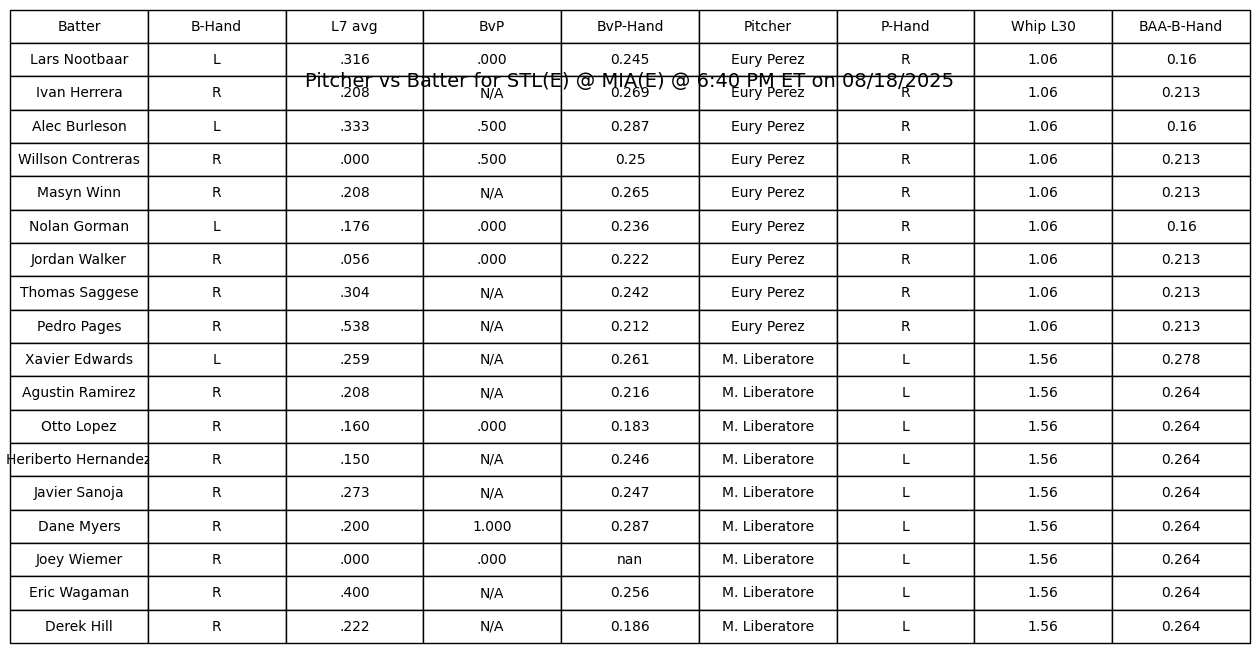 Batter B-Hand L7 avg BvP BvP-Hand Pitcher P-Hand Whip L30 BAA-B-Hand
Lars Nootbaar L .316 .000 0.245 Eury Perez R 1.06 0.16
Pitcher vs Batter for STL(E) @ MIA(E) @ 6:40 PM ET on 08/18/2025
Ivan Herrera R .208 N/A 0.269 Eury Perez R 1.06 0.213
Alec Burleson L .333 .500 0.287 Eury Perez R 1.06 0.16
Willson Contreras R .000 .500 0.25 Eury Perez R 1.06 0.213
Masyn Winn R .208 N/A 0.265 Eury Perez R 1.06 0.213
Nolan Gorman L .176 .000 0.236 Eury Perez R 1.06 0.16
Jordan Walker R .056 .000 0.222 Eury Perez R 1.06 0.213
Thomas Saggese R .304 N/A 0.242 Eury Perez R 1.06 0.213
Pedro Pages R .538 N/A 0.212 Eury Perez R 1.06 0.213
Xavier Edwards L .259 N/A 0.261 M. Liberatore L 1.56 0.278
Agustin Ramirez R .208 N/A 0.216 M. Liberatore L 1.56 0.264
Otto Lopez R .160 .000 0.183 M. Liberatore L 1.56 0.264
Heriberto Hernandez R .150 N/A 0.246 M. Liberatore L 1.56 0.264
Javier Sanoja R .273 N/A 0.247 M. Liberatore L 1.56 0.264
Dane Myers R .200 1.000 0.287 M. Liberatore L 1.56 0.264
Joey Wiemer R .000 .000 nan M. Liberatore L 1.56 0.264
Eric Wagaman R .400 N/A 0.256 M. Liberatore L 1.56 0.264
Derek Hill R .222 N/A 0.186 M. Liberatore L 1.56 0.264